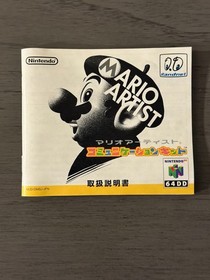 Nintendo
Randnet
MARIO
ARTIST
マリオアーティスト
コミュニケーションキット
取扱説明書
NINTENDO
64DD